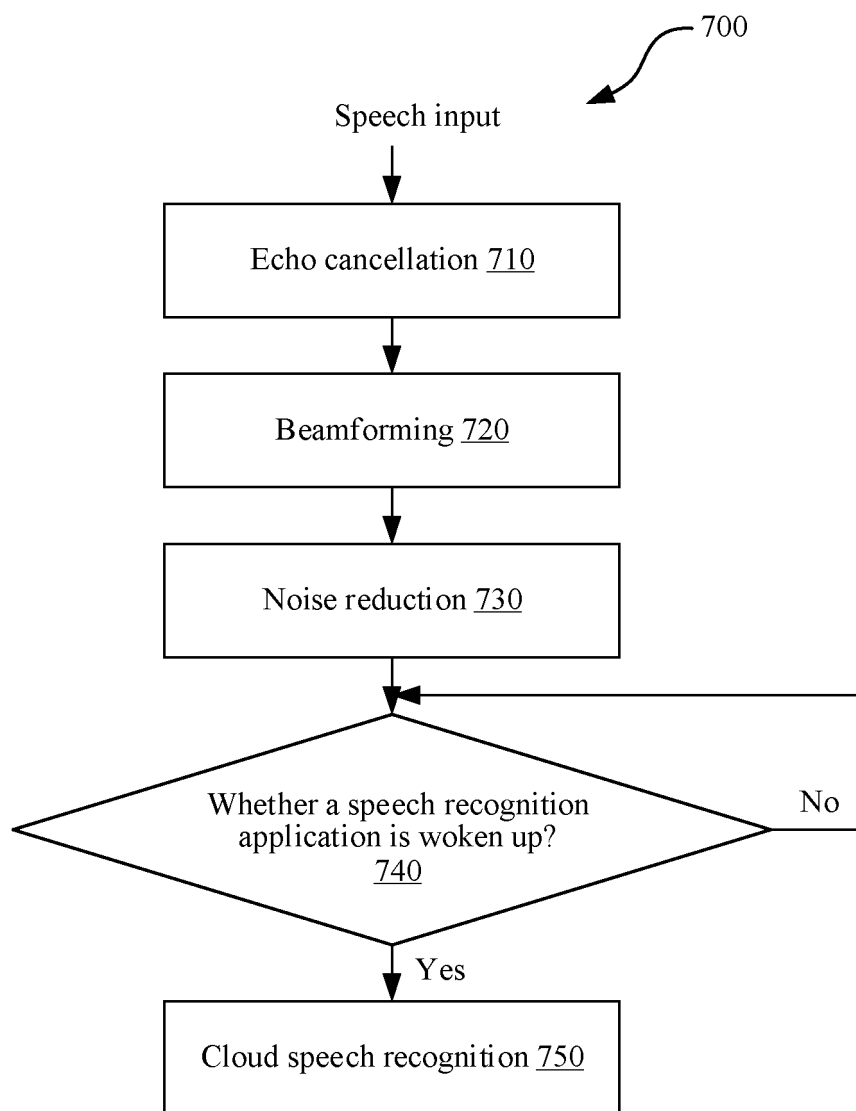 700
Speech input
Echo cancellation 710
Beamforming 720
Noise reduction 730
Whether a speech recognition
application is woken up?
740
No
Yes
Cloud speech recognition 750